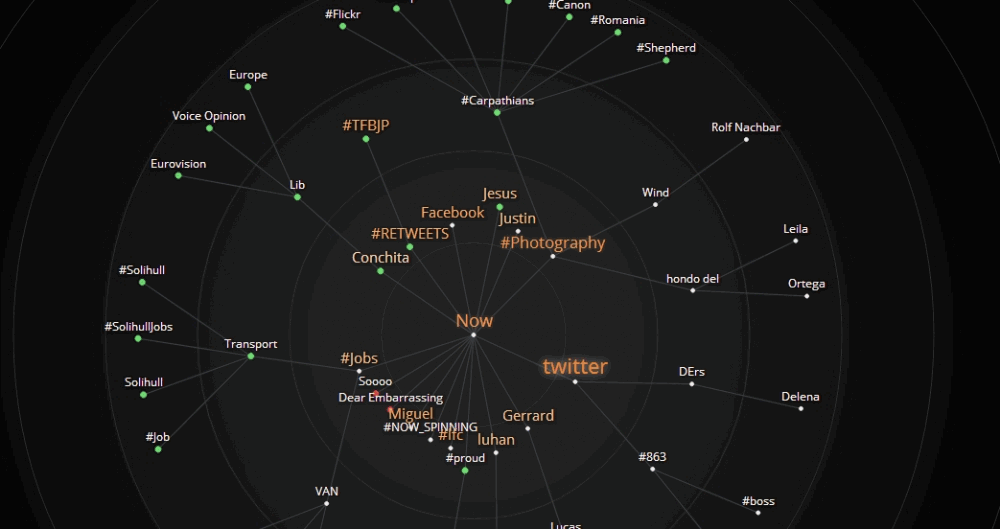 #Canon
#Flickr
#Romania
#Shepherd
Europe
#Carpathians
Voice Opinion
#TFBJP
Rolf Nachbar
Eurovision
Lib
Wind
Jesus
Facebook
Justin
Leila
#RETWEETS
#Photography
Conchita
#Solihull
hondo del
Ortega
Now
#SolihullJobs
Transport
#Jobs
twitter
DErs
Soooo
Solihull
Dear Embarrassing
Delena
Miguel
Gerrard
#NOW_SPINNING
#lfc
luhan
#Job
#proud
#863
VAN
#boss
Lucas